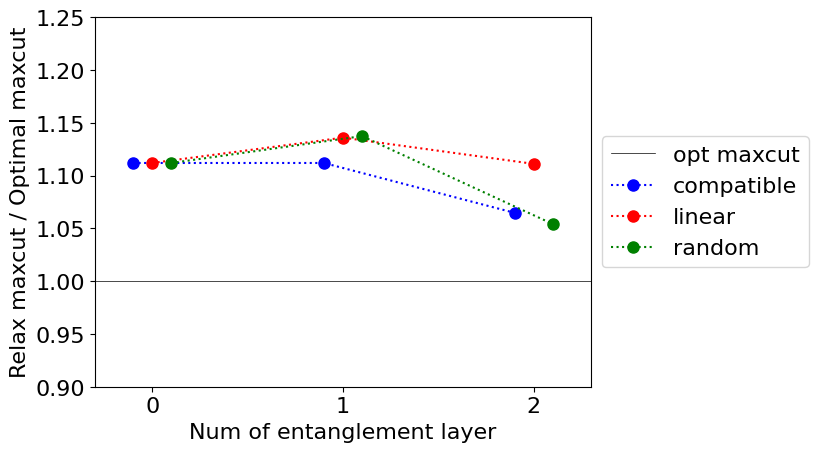 Relax maxcut / Optimal maxcut
1.25
1.20
1.15
1.10
1.05
1.00
0.95
0.90
0
1
2
Num of entanglement layer
opt maxcut
compatible
linear
random